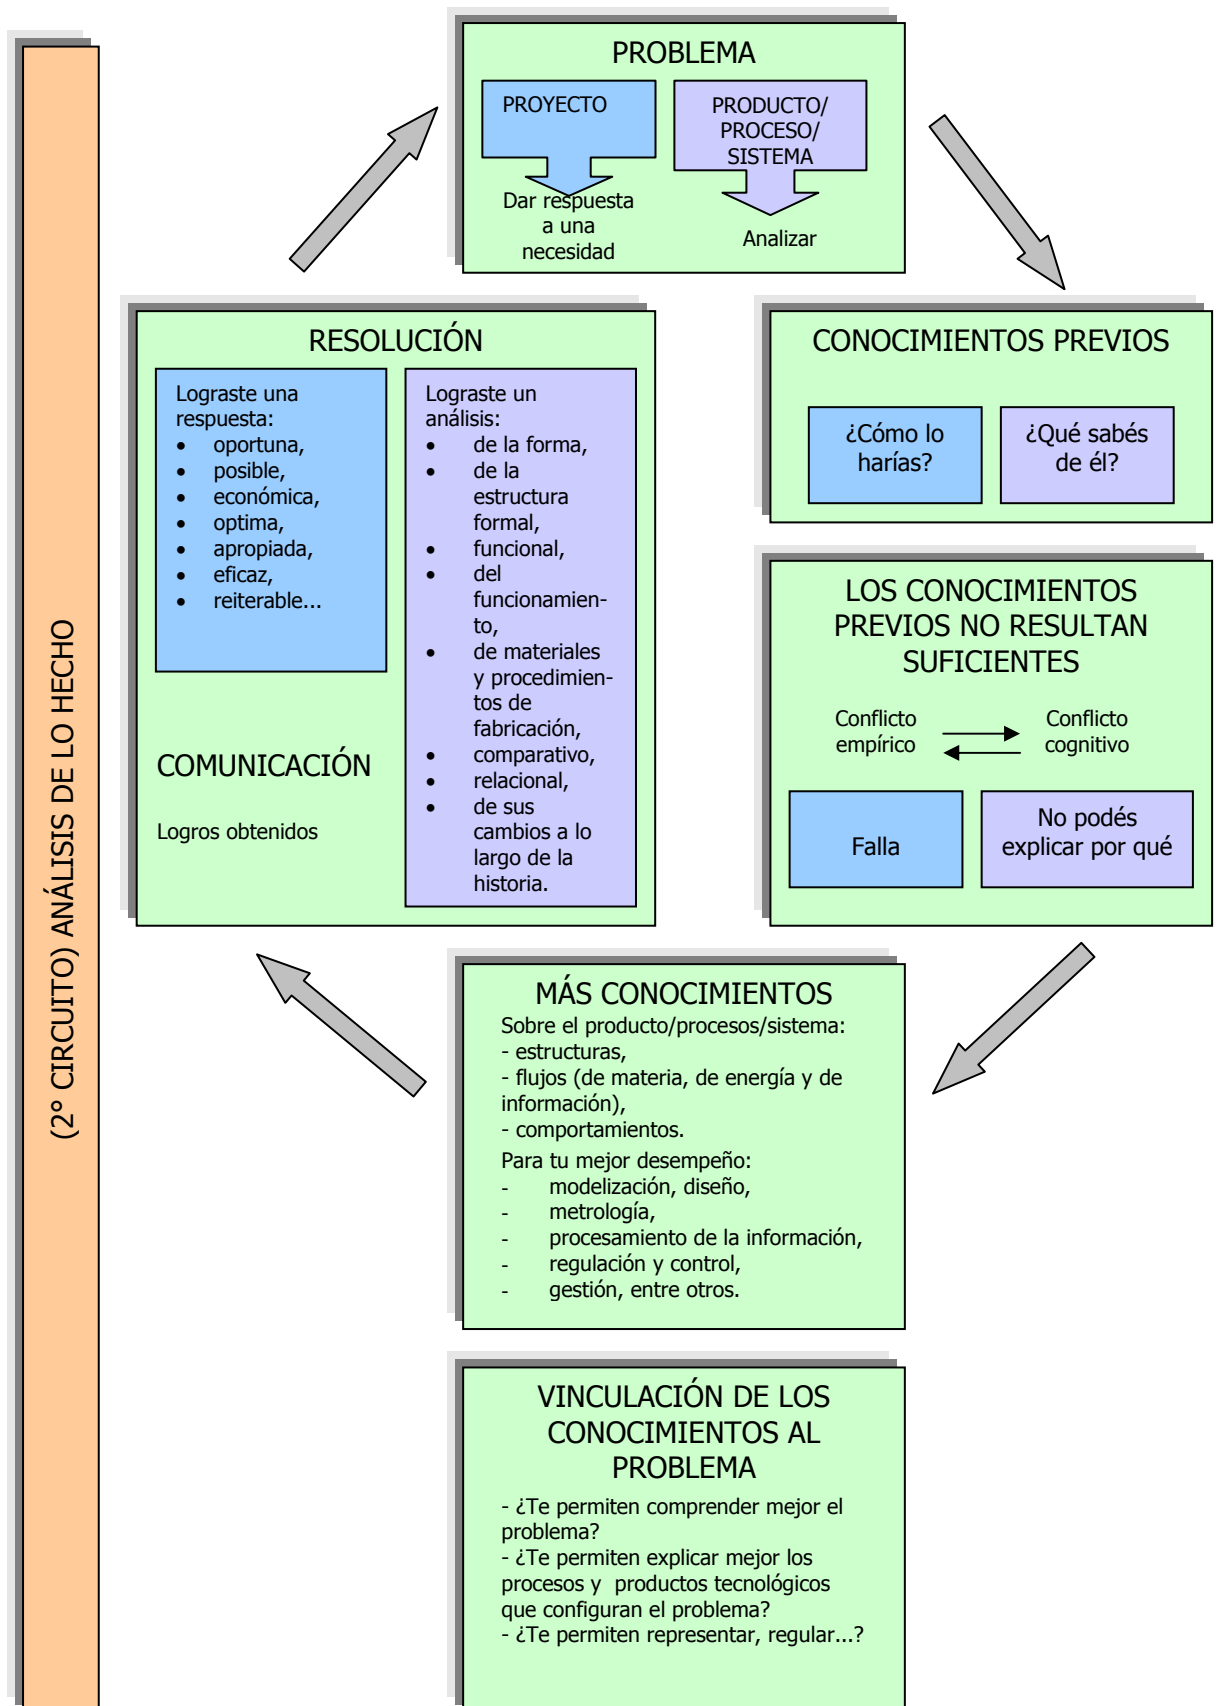 (2° CIRCUITO) ANÁLISIS DE LO HECHO
PROBLEMA
PROYECTO
Dar respuesta
a una
necesidad
PRODUCTO/
PROCESO/
SISTEMA
Analizar
CONOCIMIENTOS PREVIOS
¿Cómo lo
harías?
¿Qué sabés
de él?
LOS CONOCIMIENTOS
PREVIOS NO RESULTAN
SUFICIENTES
Conflicto
empírico
Conflicto
cognitivo
Falla
No podés
explicar por qué
RESOLUCIÓN
Lograste una
respuesta:
• oportuna,
• posible,
• económica,
• optima,
• apropiada,
• eficaz,
• reiterable...
Lograste un
análisis:
• de la forma,
• de la
estructura
formal,
• funcional,
• del
funcionamien-
to,
• de materiales
y procedimien-
tos de
fabricación,
• comparativo,
• relacional,
• de sus
cambios a lo
largo de la
historia.
COMUNICACIÓN
Logros obtenidos
MÁS CONOCIMIENTOS
Sobre el producto/procesos/sistema:
- estructuras,
- flujos (de materia, de energía y de
información),
- comportamientos.
Para tu mejor desempeño:
- modelización, diseño,
- metrología,
- procesamiento de la información,
- regulación y control,
- gestión, entre otros.
VINCULACIÓN DE LOS
CONOCIMIENTOS AL
PROBLEMA
- ¿Te permiten comprender mejor el
problema?
- ¿Te permiten explicar mejor los
procesos y productos tecnológicos
que configuran el problema?
- ¿Te permiten representar, regular...?